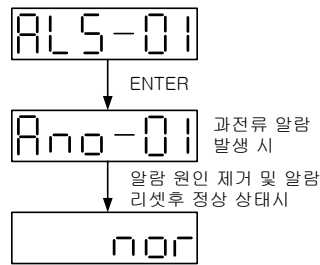 ALS-01
ENTER
Ano-01
과전류 알람
발생 시
알람 원인 제거 및 알람
리셋후 정상 상태시
nor